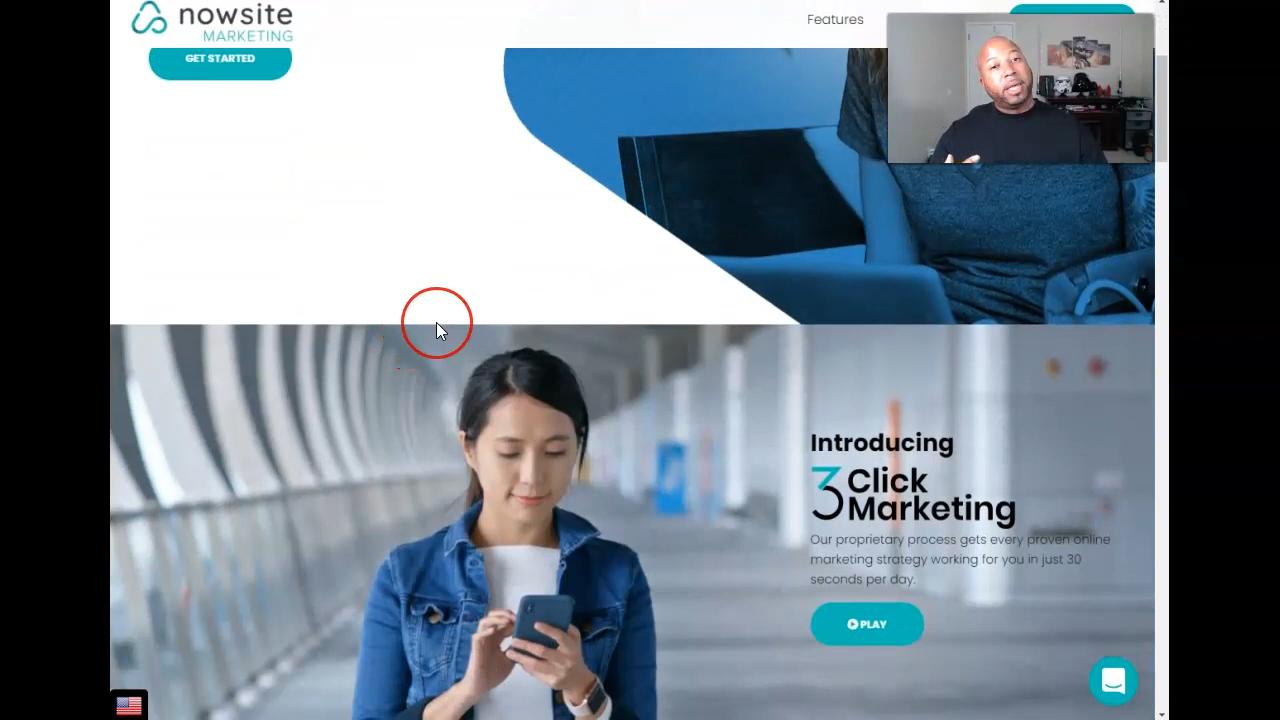 nowsite
MARKETING
Features
GET STARTED
Introducing
3 Click
Marketing
Our proprietary process gets every proven online
marketing strategy working for you in just 30
seconds per day.
PLAY